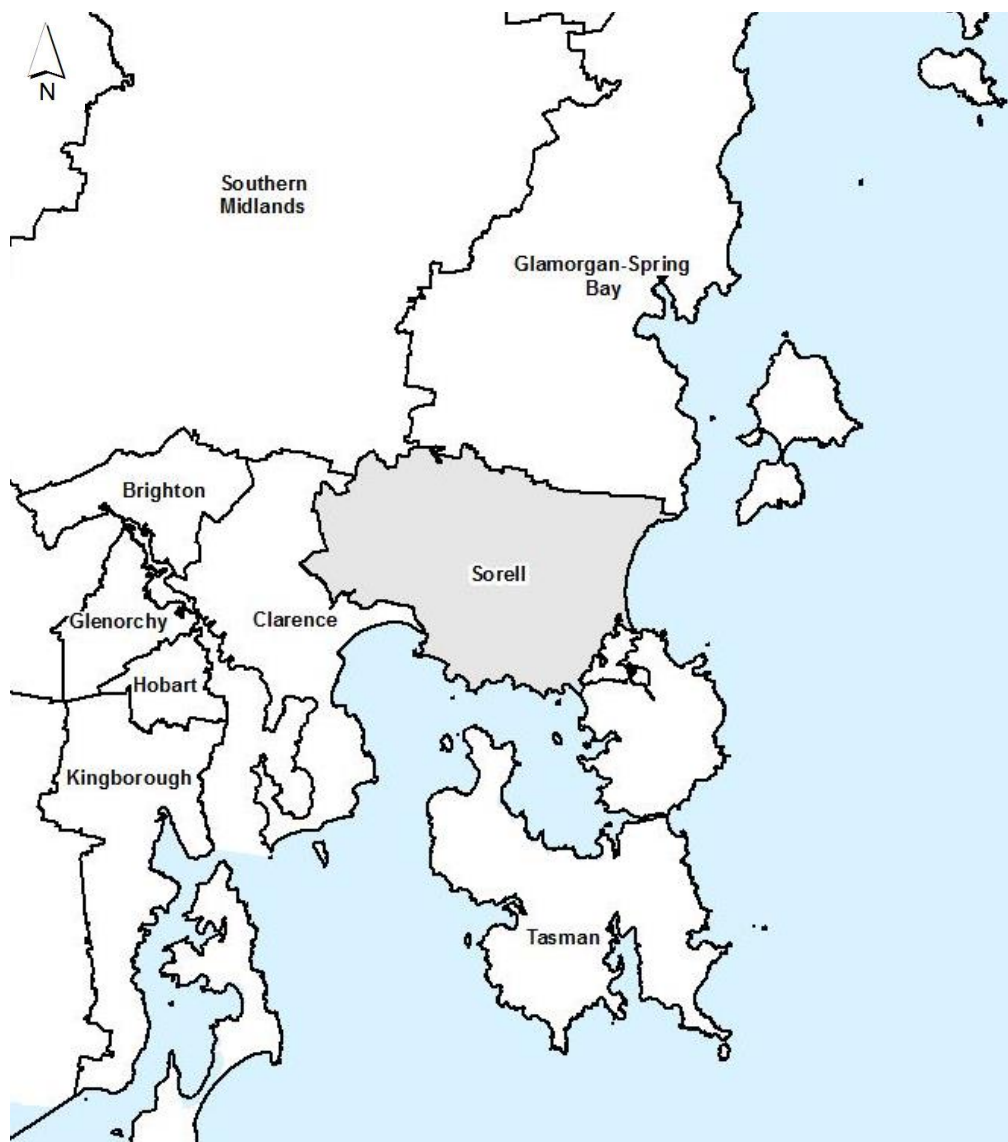 N
Southern
Midlands
Glamorgan-Spring
Bay
Brighton
Sorell
Clarence
Glenorchy
Hobart
Kingborough
Tasman